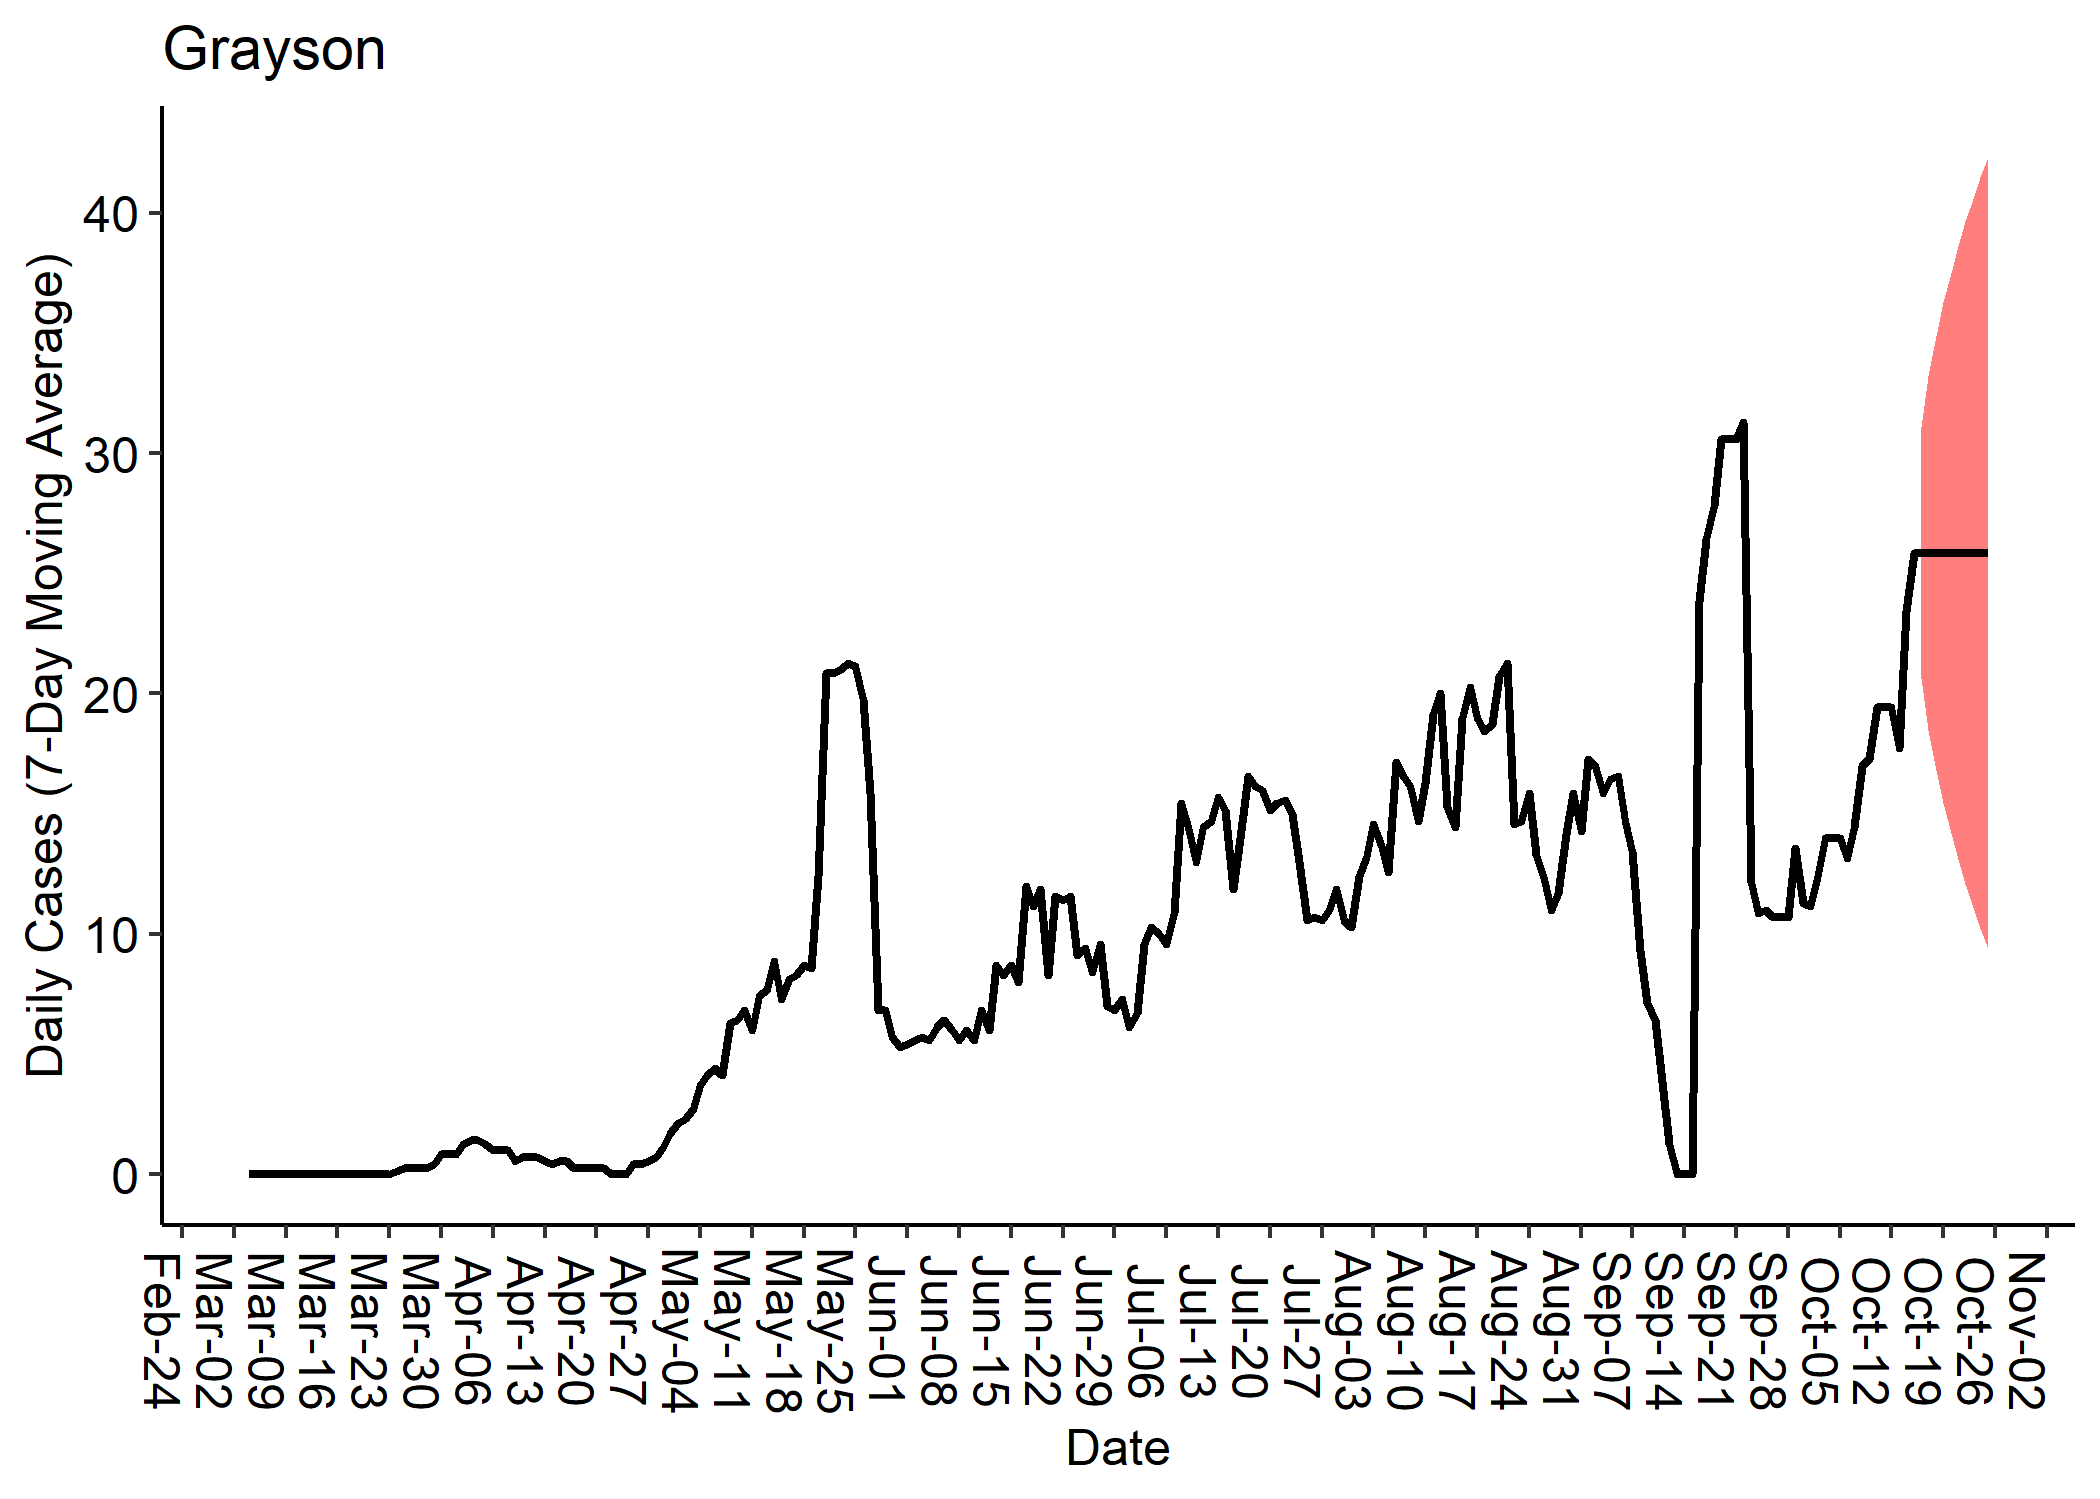 Grayson
Daily Cases (7-Day Moving Average)
40
30
20
10
0
Feb-24
Mar-02
Mar-09
Mar-16
Mar-23
Mar-30
Apr-06
Apr-13
Apr-20
Apr-27
May-04
May-11
May-18
May-25
Jun-01
Jun-08
Jun-15
Jun-22
Jun-29
Jul-06
Jul-13
Jul-20
Jul-27
Aug-03
Aug-10
Aug-17
Aug-24
Aug-31
Sep-07
Sep-14
Sep-21
Sep-28
Oct-05
Oct-12
Oct-19
Oct-26
Nov-02
Date